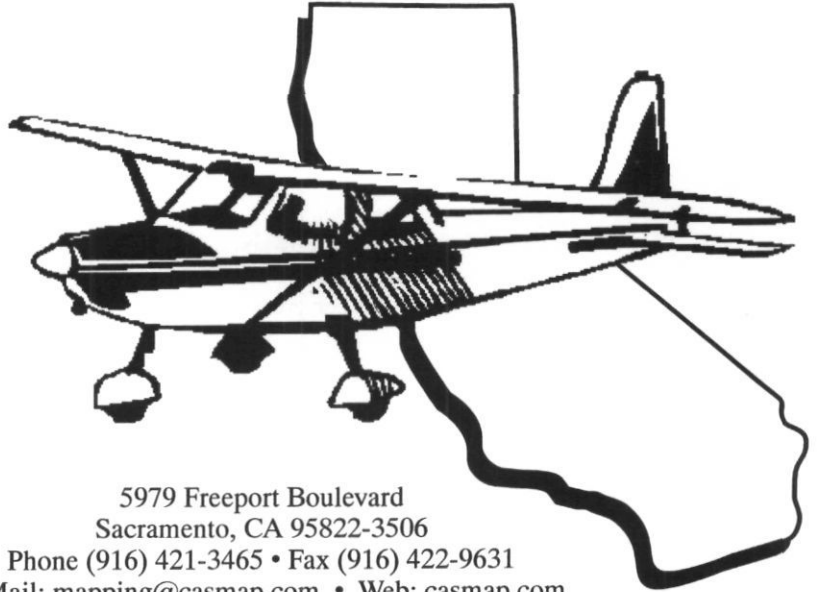 5979 Freeport Boulevard
Sacramento, CA 95822-3506
Phone (916) 421-3465 • Fax (916) 422-9631
Mail: mapping@casmap.com • Web: casmap.com